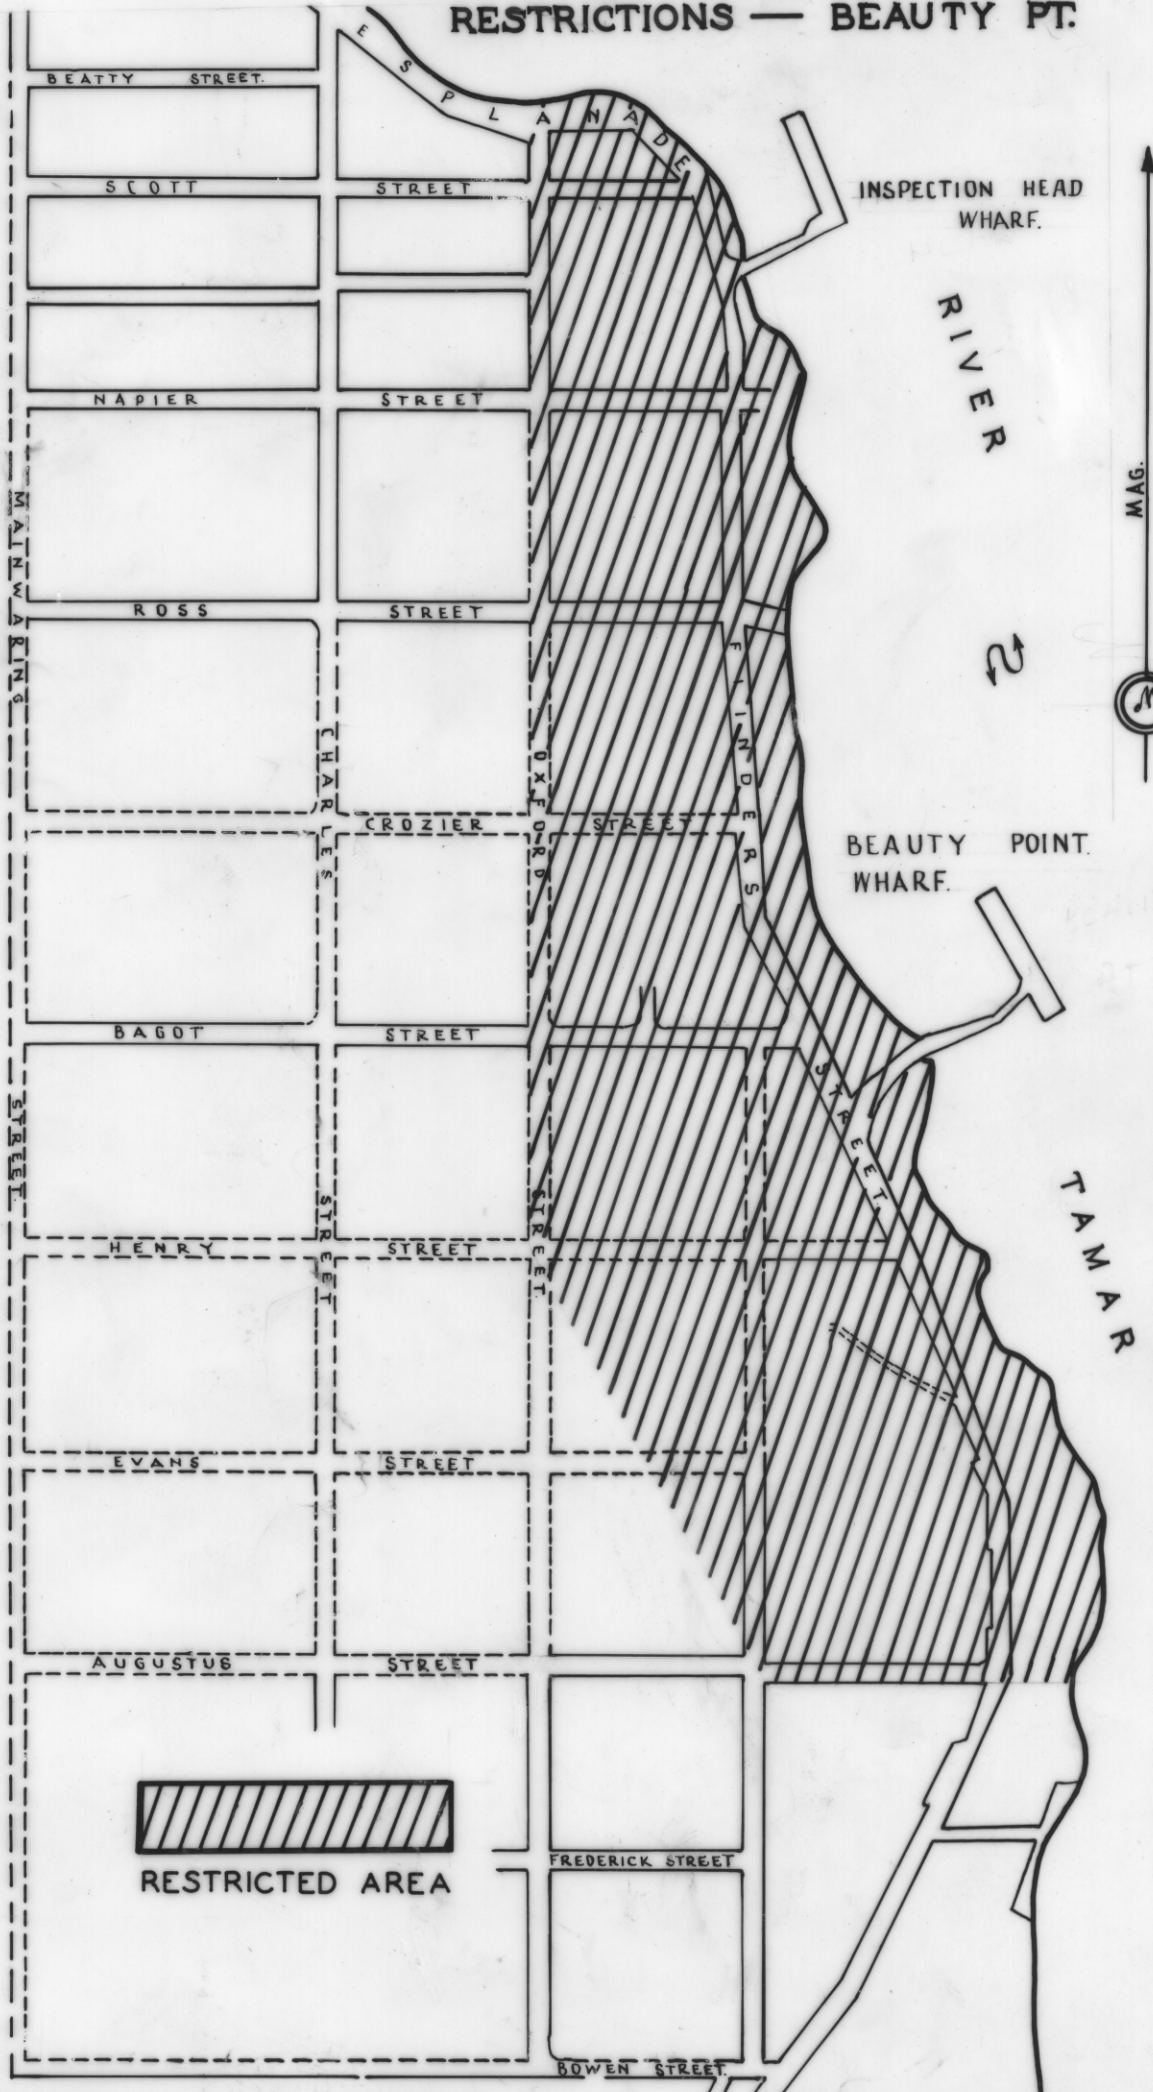 RESTRICTIONS — BEAUTY PT.
ESPLANADE
BEATTY STREET.
SCOTT STREET
INSPECTION HEAD
WHARF.
RIVER
NAPIER STREET
MAG.
N
MAINWARING STREET.
ROSS STREET
FLINDERS STREET.
CHARLES STREET
OXFORD STREET.
CROZIER STREET
BEAUTY POINT.
WHARF.
BAGOT STREET
TAMAR
HENRY STREET
EVANS STREET
AUGUSTUS STREET
RESTRICTED AREA
FREDERICK STREET
BOWEN STREET.